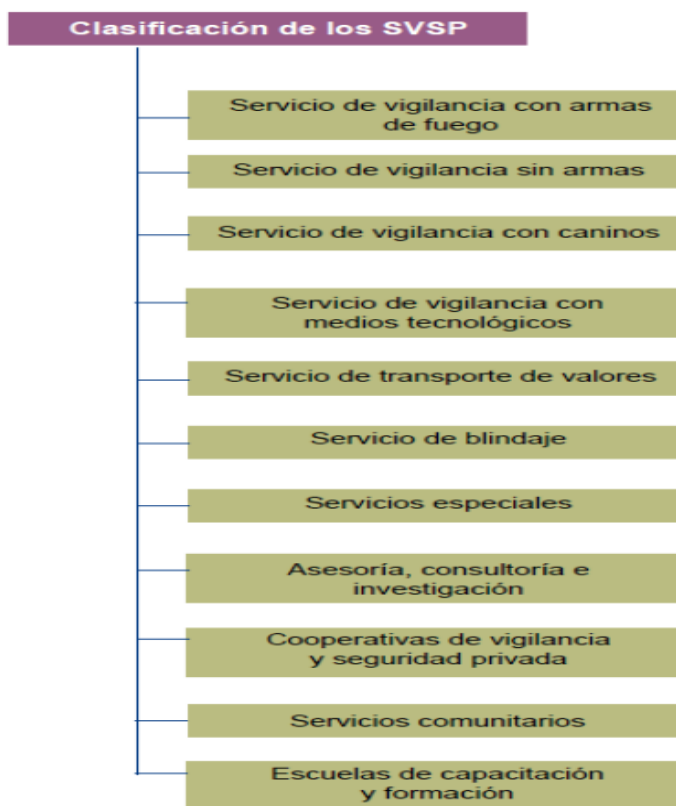 Clasificación de los SVSP
Servicio de vigilancia con armas
de fuego
Servicio de vigilancia sin armas
Servicio de vigilancia con caninos
Servicio de vigilancia con
medios tecnológicos
Servicio de transporte de valores
Servicio de blindaje
Servicios especiales
Asesoría, consultoría e
investigación
Cooperativas de vigilancia
y seguridad privada
Servicios comunitarios
Escuelas de capacitación
y formación